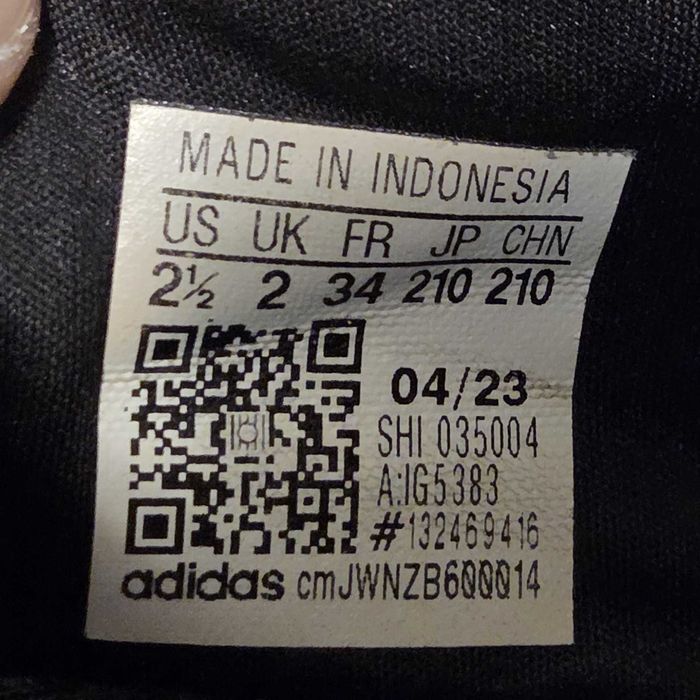 MADE IN INDONESIA
US UK FR JP CHN
2½ 2 34 210 210
04/23
SHI 035004
A:IG5383
#132469416
adidas cmJWNZB600014